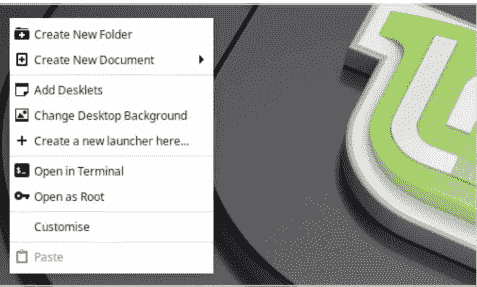 Create New Folder
Create New Document
Add Desklets
Change Desktop Background
Create a new launcher here...
Open in Terminal
Open as Root
Customise
Paste